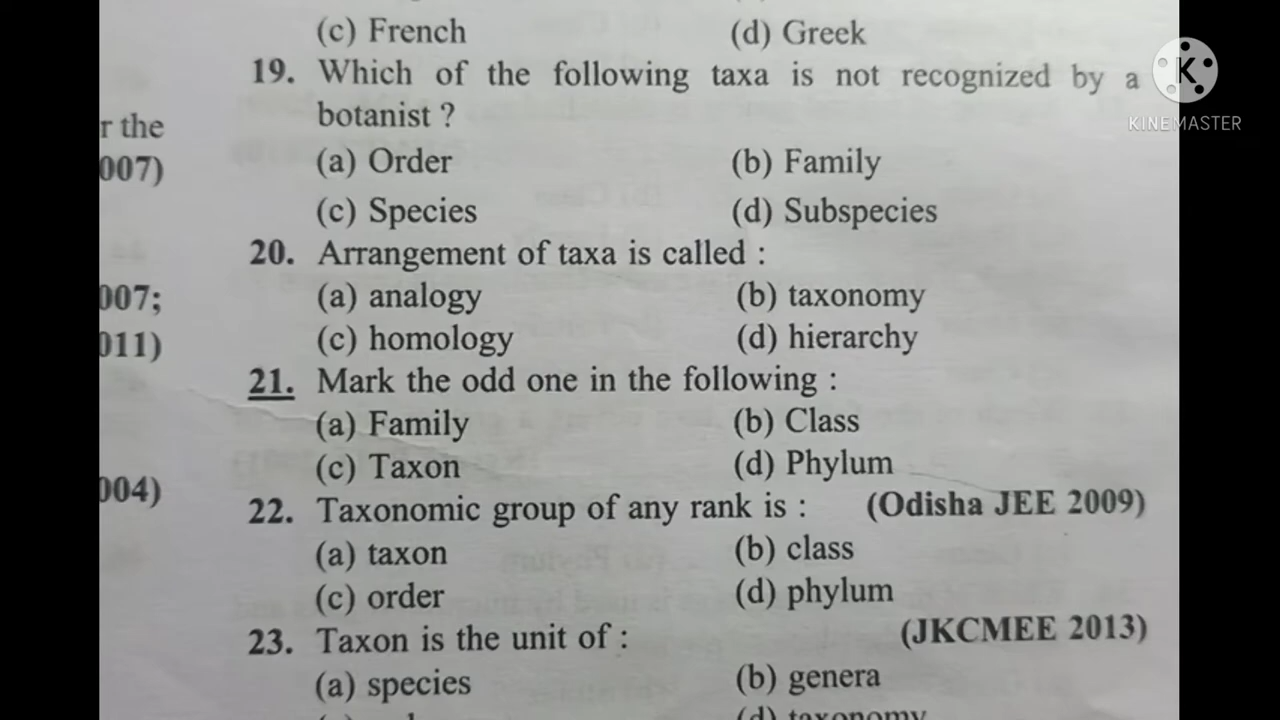 (c) French (d) Greek
19. Which of the following taxa is not recognized by a
botanist ?
(a) Order (b) Family
(c) Species (d) Subspecies
20. Arrangement of taxa is called :
(a) analogy (b) taxonomy
(c) homology (d) hierarchy
21. Mark the odd one in the following :
(a) Family (b) Class
(c) Taxon (d) Phylum
22. Taxonomic group of any rank is : (Odisha JEE 2009)
(a) taxon (b) class
(c) order (d) phylum
23. Taxon is the unit of : (JKCMEE 2013)
(a) species (b) genera
(d) taxonomy
r the
007)
007;
011)
004)
K
KINEMASTER